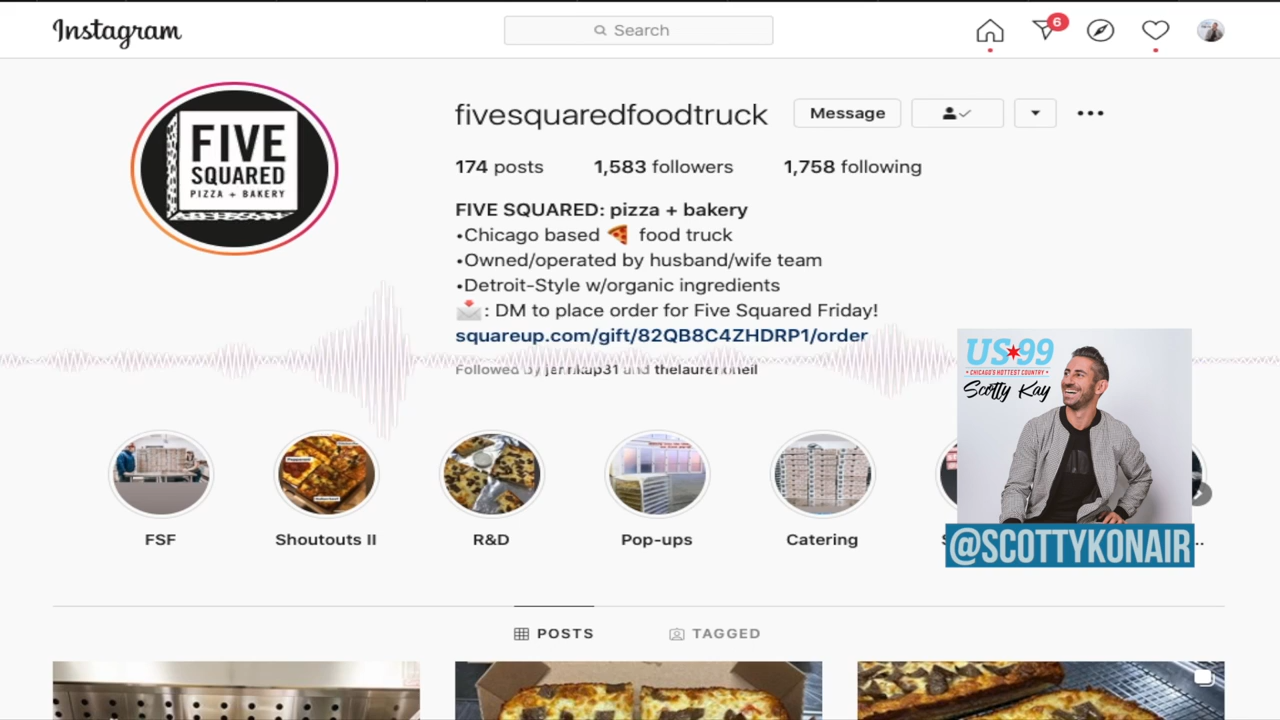 Instagram
Search
6
FIVE
SQUARED
PIZZA + BAKERY
fivesquaredfoodtruck
Message
174 posts
1,583 followers
1,758 following
FIVE SQUARED: pizza + bakery
•Chicago based 🍕 food truck
•Owned/operated by husband/wife team
•Detroit-Style w/organic ingredients
📩: DM to place order for Five Squared Friday!
squareup.com/gift/82QB8C4ZHDRP1/order
Followed by jennkup31 and thelaurenoneil
US★99
• CHICAGO'S HOTTEST COUNTRY •
Scotty Kay
FSF
Shoutouts II
R&D
Pop-ups
Catering
@SCOTTYKONAIR
POSTS
TAGGED